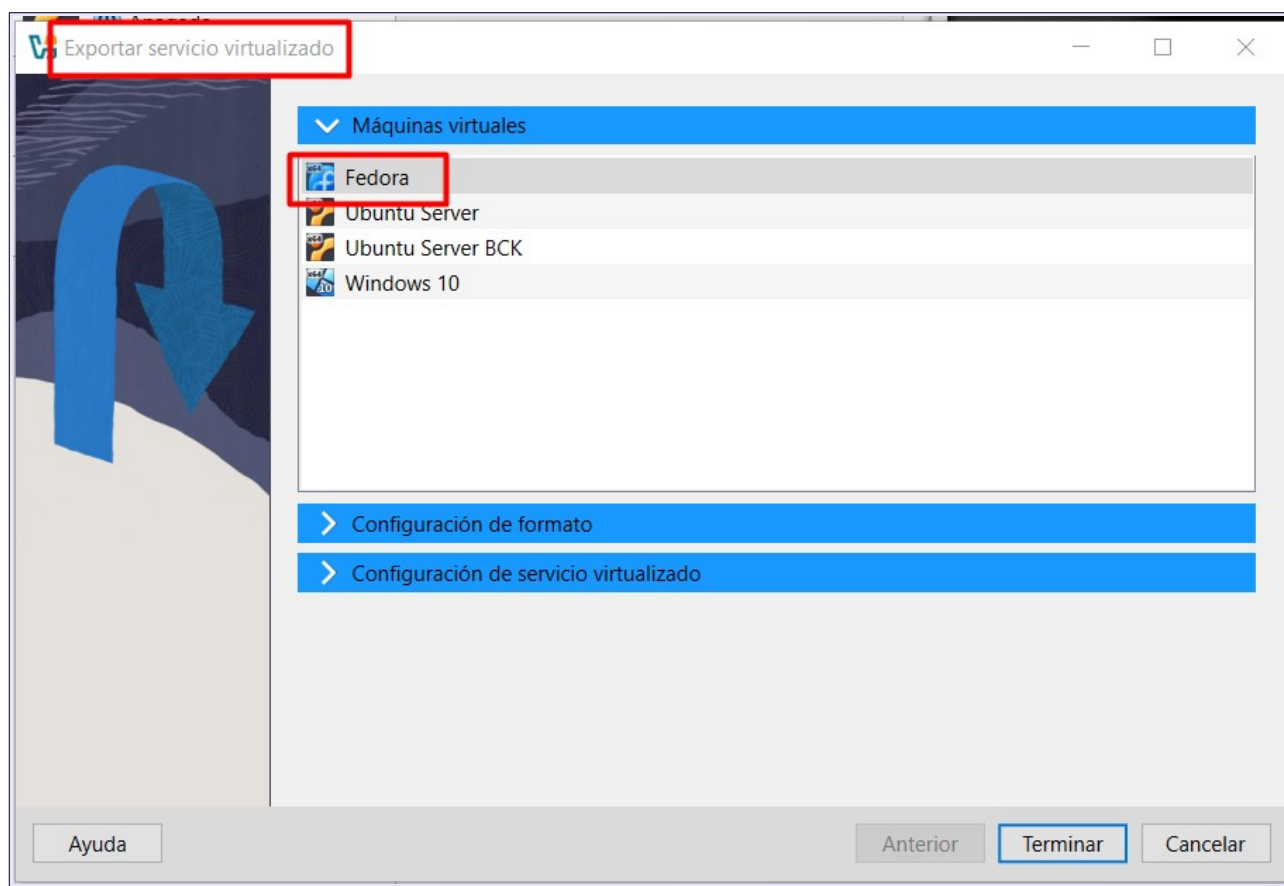 Apagada
Exportar servicio virtualizado
Máquinas virtuales
Fedora
Ubuntu Server
Ubuntu Server BCK
Windows 10
Configuración de formato
Configuración de servicio virtualizado
Ayuda
Anterior
Terminar
Cancelar